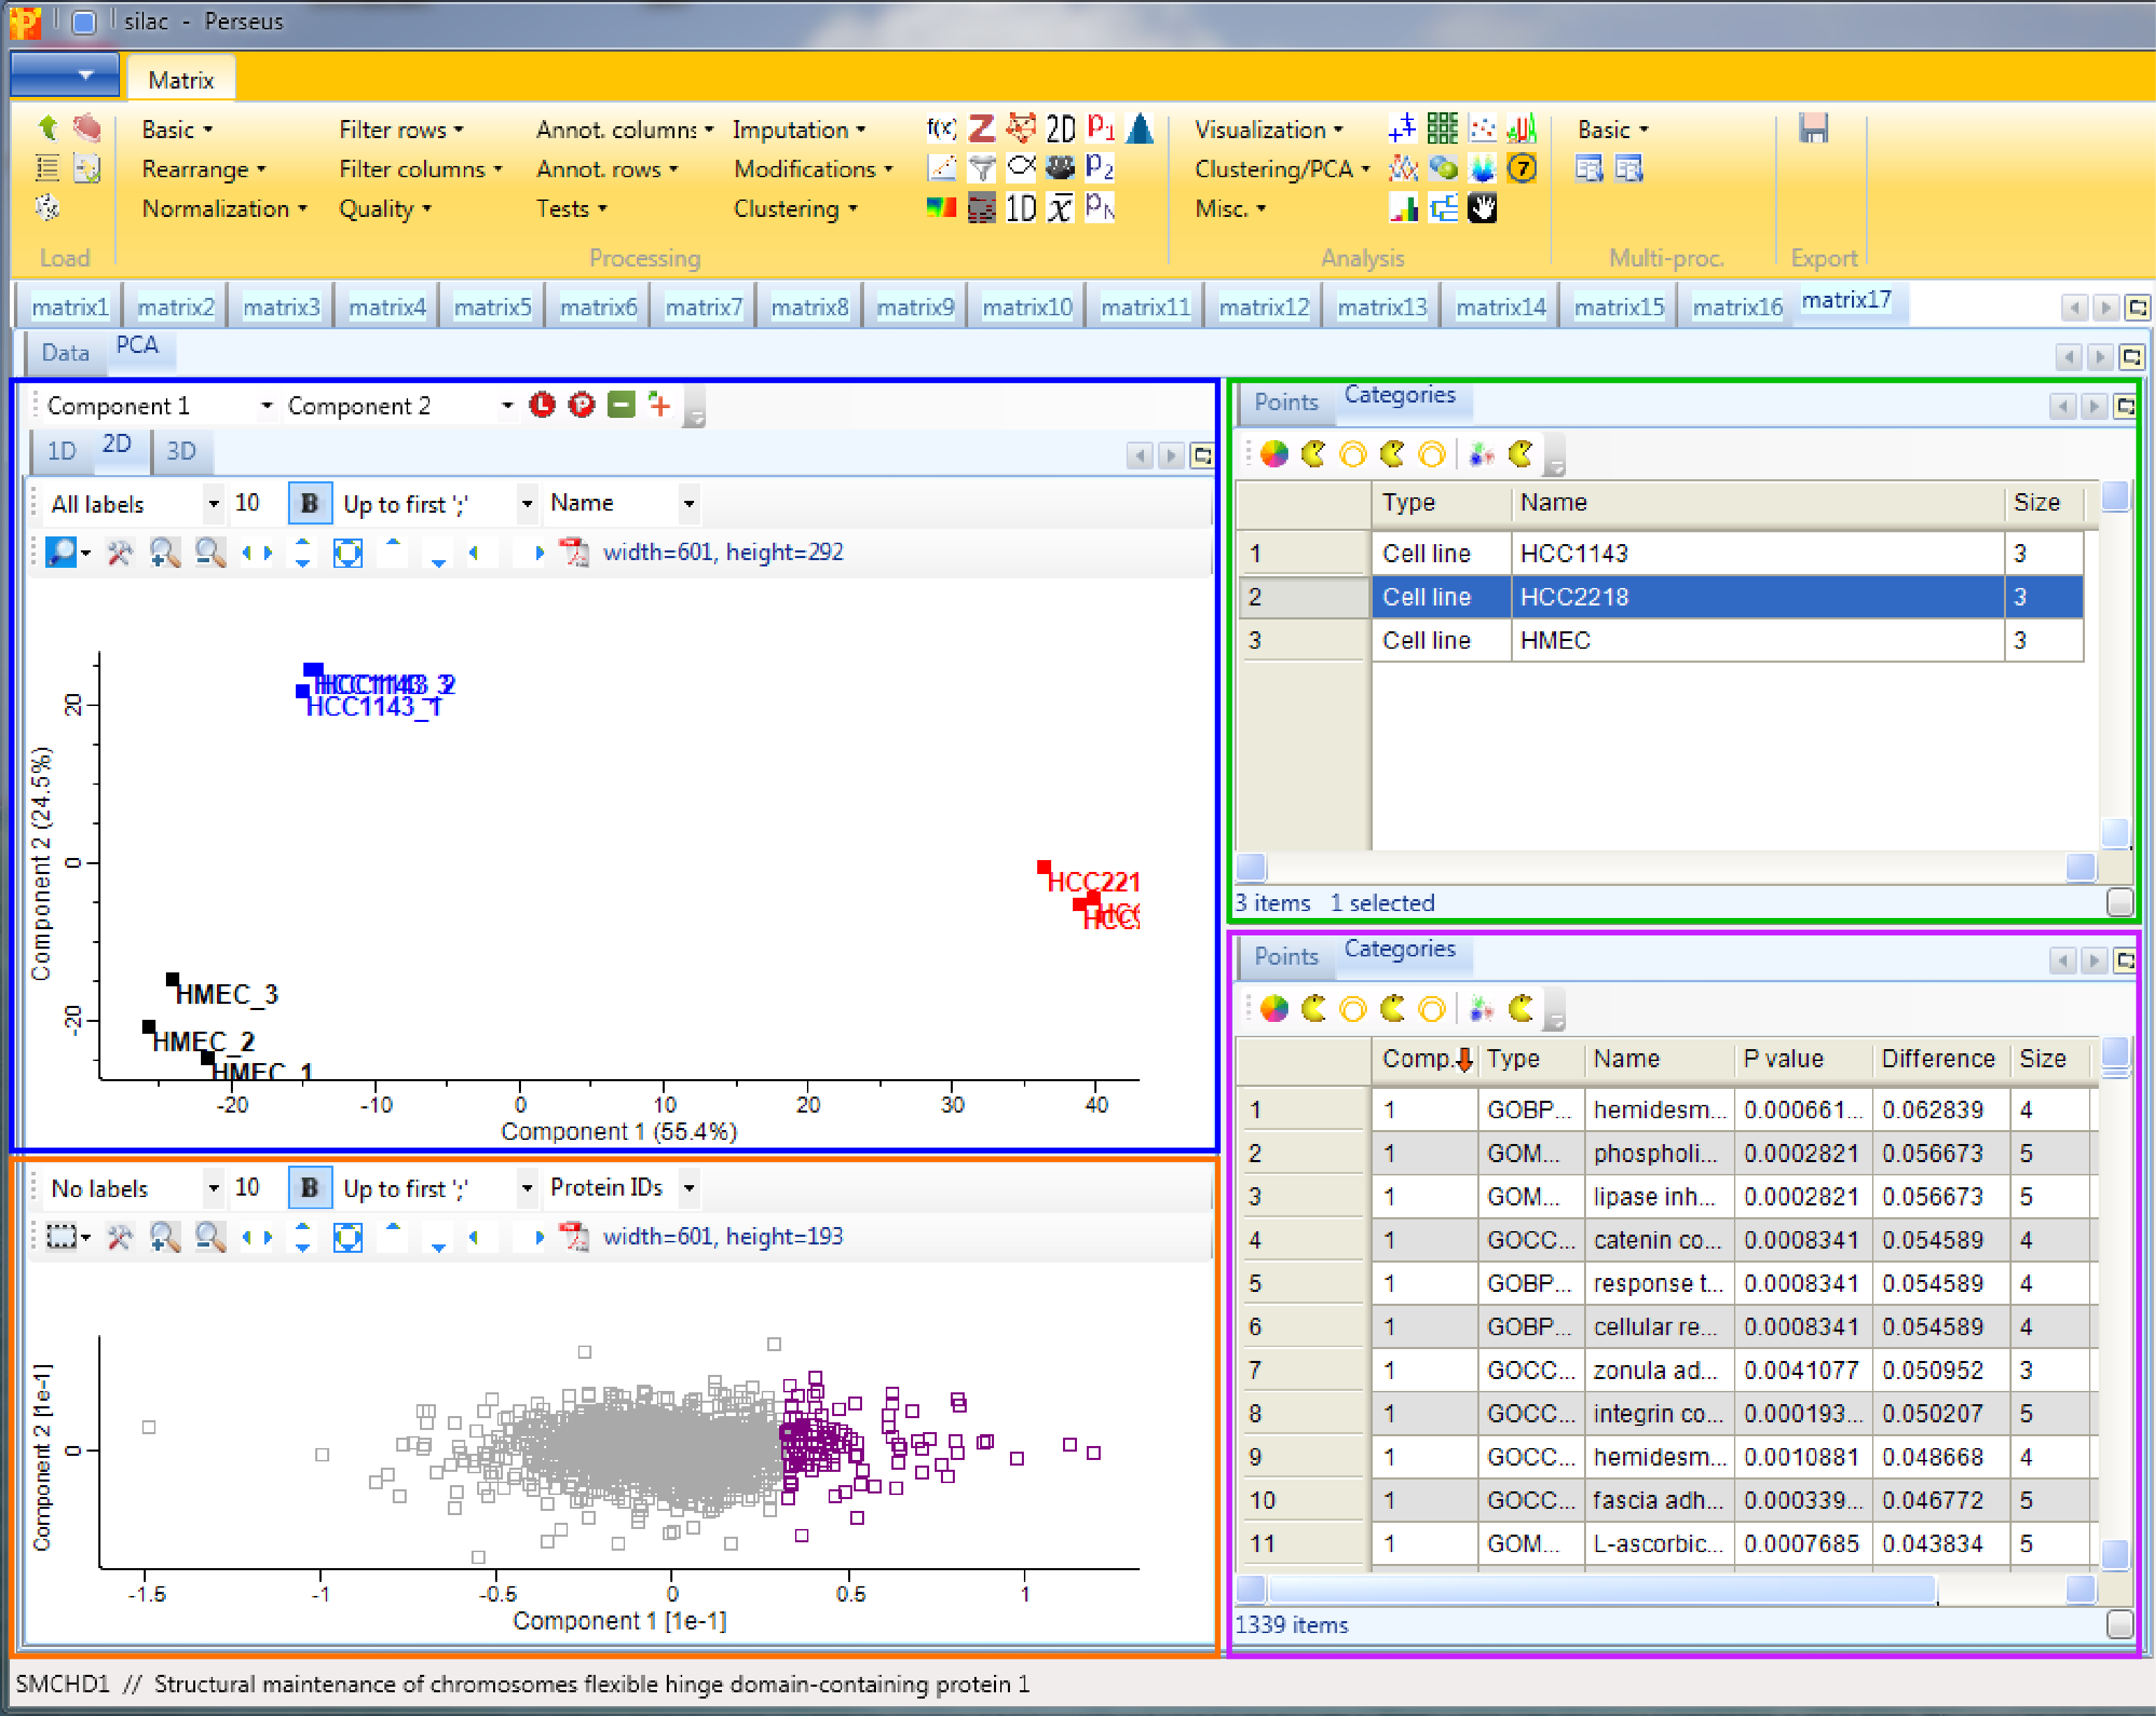 silac - Perseus
Matrix
Basic Filter rows Annot. columns Imputation f(x) Z 2D P1 Visualization Basic
Rearrange Filter columns Annot. rows Modifications P2 Clustering/PCA 7
Normalization Quality Tests Clustering 1D x PN Misc.
Load Processing Analysis Multi-proc. Export
matrix1 matrix2 matrix3 matrix4 matrix5 matrix6 matrix7 matrix8 matrix9 matrix10 matrix11 matrix12 matrix13 matrix14 matrix15 matrix16 matrix17
Data PCA
Component 1 Component 2 L P
1D 2D 3D
All labels 10 B Up to first ';' Name
width=601, height=292
HCC1143_1
HCC221
HMEC_3
HMEC_2
HMEC_1
20
0
-20
Component 2 (24.5%)
-20 -10 0 10 20 30 40
Component 1 (55.4%)
No labels 10 B Up to first ';' Protein IDs
width=601, height=193
Component 2 [1e-1]
0
-1.5 -1 -0.5 0 0.5 1
Component 1 [1e-1]
Points Categories
Type Name Size
1 Cell line HCC1143 3
2 Cell line HCC2218 3
3 Cell line HMEC 3
3 items 1 selected
Points Categories
Comp. Type Name P value Difference Size
1 1 GOBP... hemidesm... 0.000661... 0.062839 4
2 1 GOM... phospholi... 0.0002821 0.056673 5
3 1 GOM... lipase inh... 0.0002821 0.056673 5
4 1 GOCC... catenin co... 0.0008341 0.054589 4
5 1 GOBP... response t... 0.0008341 0.054589 4
6 1 GOBP... cellular re... 0.0008341 0.054589 4
7 1 GOCC... zonula ad... 0.0041077 0.050952 3
8 1 GOCC... integrin co... 0.000193... 0.050207 5
9 1 GOCC... hemidesm... 0.0010881 0.048668 4
10 1 GOCC... fascia adh... 0.000339... 0.046772 5
11 1 GOM... L-ascorbic... 0.0007685 0.043834 5
1339 items
SMCHD1 // Structural maintenance of chromosomes flexible hinge domain-containing protein 1